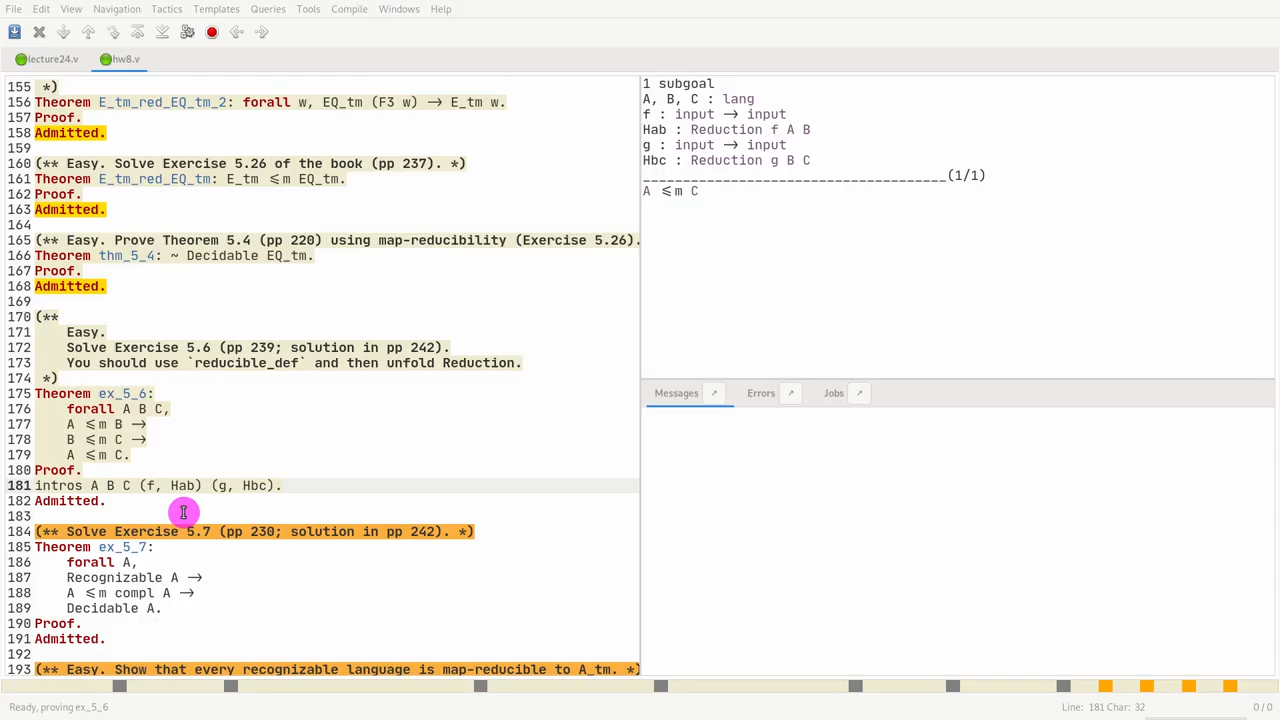 File Edit View Navigation Tactics Templates Queries Tools Compile Windows Help
lecture24.v hw8.v
155 *)
156 Theorem E_tm_red_EQ_tm_2: forall w, EQ_tm (F3 w) → E_tm w.
157 Proof.
158 Admitted.
159
160 (** Easy. Solve Exercise 5.26 of the book (pp 237). *)
161 Theorem E_tm_red_EQ_tm: E_tm ≤m EQ_tm.
162 Proof.
163 Admitted.
164
165 (** Easy. Prove Theorem 5.4 (pp 220) using map-reducibility (Exercise 5.26).
166 Theorem thm_5_4: ~ Decidable EQ_tm.
167 Proof.
168 Admitted.
169
170 (**
171 Easy.
172 Solve Exercise 5.6 (pp 239; solution in pp 242).
173 You should use `reducible_def` and then unfold Reduction.
174 *)
175 Theorem ex_5_6:
176 forall A B C,
177 A ≤m B →
178 B ≤m C →
179 A ≤m C.
180 Proof.
181 intros A B C (f, Hab) (g, Hbc).
182 Admitted.
183
184 (** Solve Exercise 5.7 (pp 230; solution in pp 242). *)
185 Theorem ex_5_7:
186 forall A,
187 Recognizable A →
188 A ≤m compl A →
189 Decidable A.
190 Proof.
191 Admitted.
192
193 (** Easy. Show that every recognizable language is map-reducible to A_tm. *)
1 subgoal
A, B, C : lang
f : input → input
Hab : Reduction f A B
g : input → input
Hbc : Reduction g B C
______________________________________(1/1)
A ≤m C
Messages Errors Jobs
Ready, proving ex_5_6
Line: 181 Char: 32
0 / 0